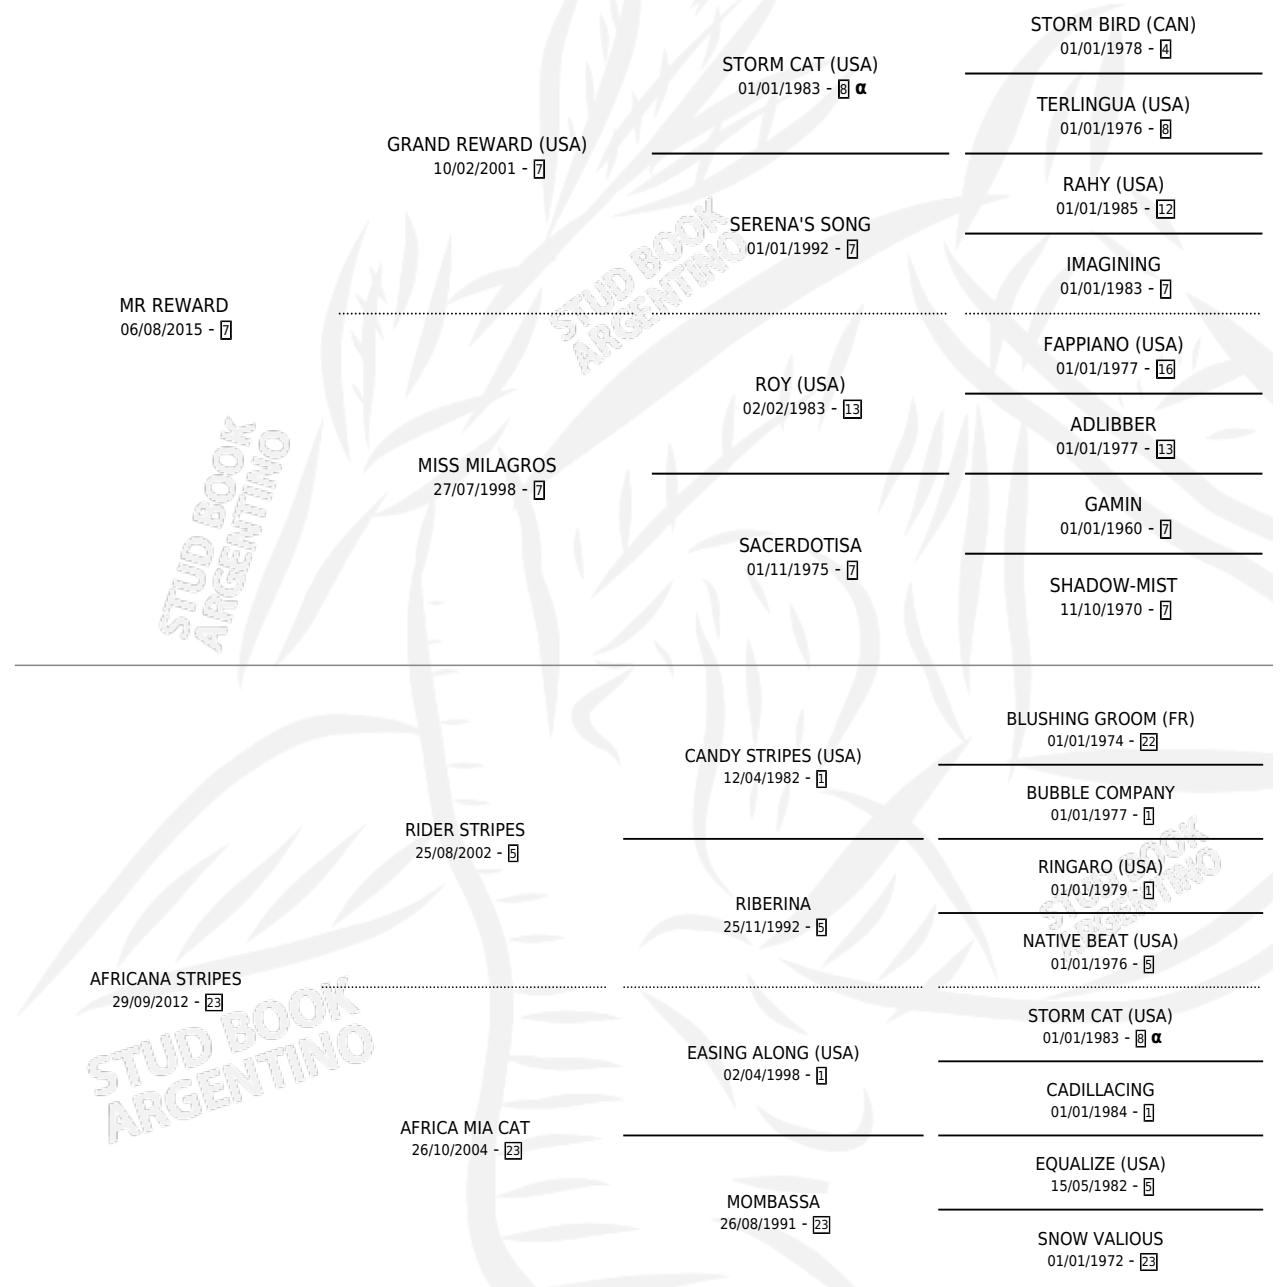 STORM BIRD (CAN)
01/01/1978 - 4
STORM CAT (USA)
01/01/1983 - 8 α
TERLINGUA (USA)
01/01/1976 - 8
GRAND REWARD (USA)
10/02/2001 - 7
RAHY (USA)
01/01/1985 - 12
SERENA'S SONG
01/01/1992 - 7
IMAGINING
01/01/1983 - 7
MR REWARD
06/08/2015 - 7
FAPPIANO (USA)
01/01/1977 - 16
ROY (USA)
02/02/1983 - 13
ADLIBBER
01/01/1977 - 13
MISS MILAGROS
27/07/1998 - 7
GAMIN
01/01/1960 - 7
SACERDOTISA
01/11/1975 - 7
SHADOW-MIST
11/10/1970 - 7
STUD BOOK
ARGENTINO
STUD BOOK
ARGENTINO
BLUSHING GROOM (FR)
01/01/1974 - 22
CANDY STRIPES (USA)
12/04/1982 - 1
BUBBLE COMPANY
01/01/1977 - 1
RIDER STRIPES
25/08/2002 - 5
RINGARO (USA)
01/01/1979 - 1
RIBERINA
25/11/1992 - 5
NATIVE BEAT (USA)
01/01/1976 - 5
AFRICANA STRIPES
29/09/2012 - 23
STORM CAT (USA)
01/01/1983 - 8 α
EASING ALONG (USA)
02/04/1998 - 1
CADILLACING
01/01/1984 - 1
AFRICA MIA CAT
26/10/2004 - 23
EQUALIZE (USA)
15/05/1982 - 5
MOMBASSA
26/08/1991 - 23
SNOW VALIOUS
01/01/1972 - 23
STUD BOOK
ARGENTINO
STUD BOOK
ARGENTINO